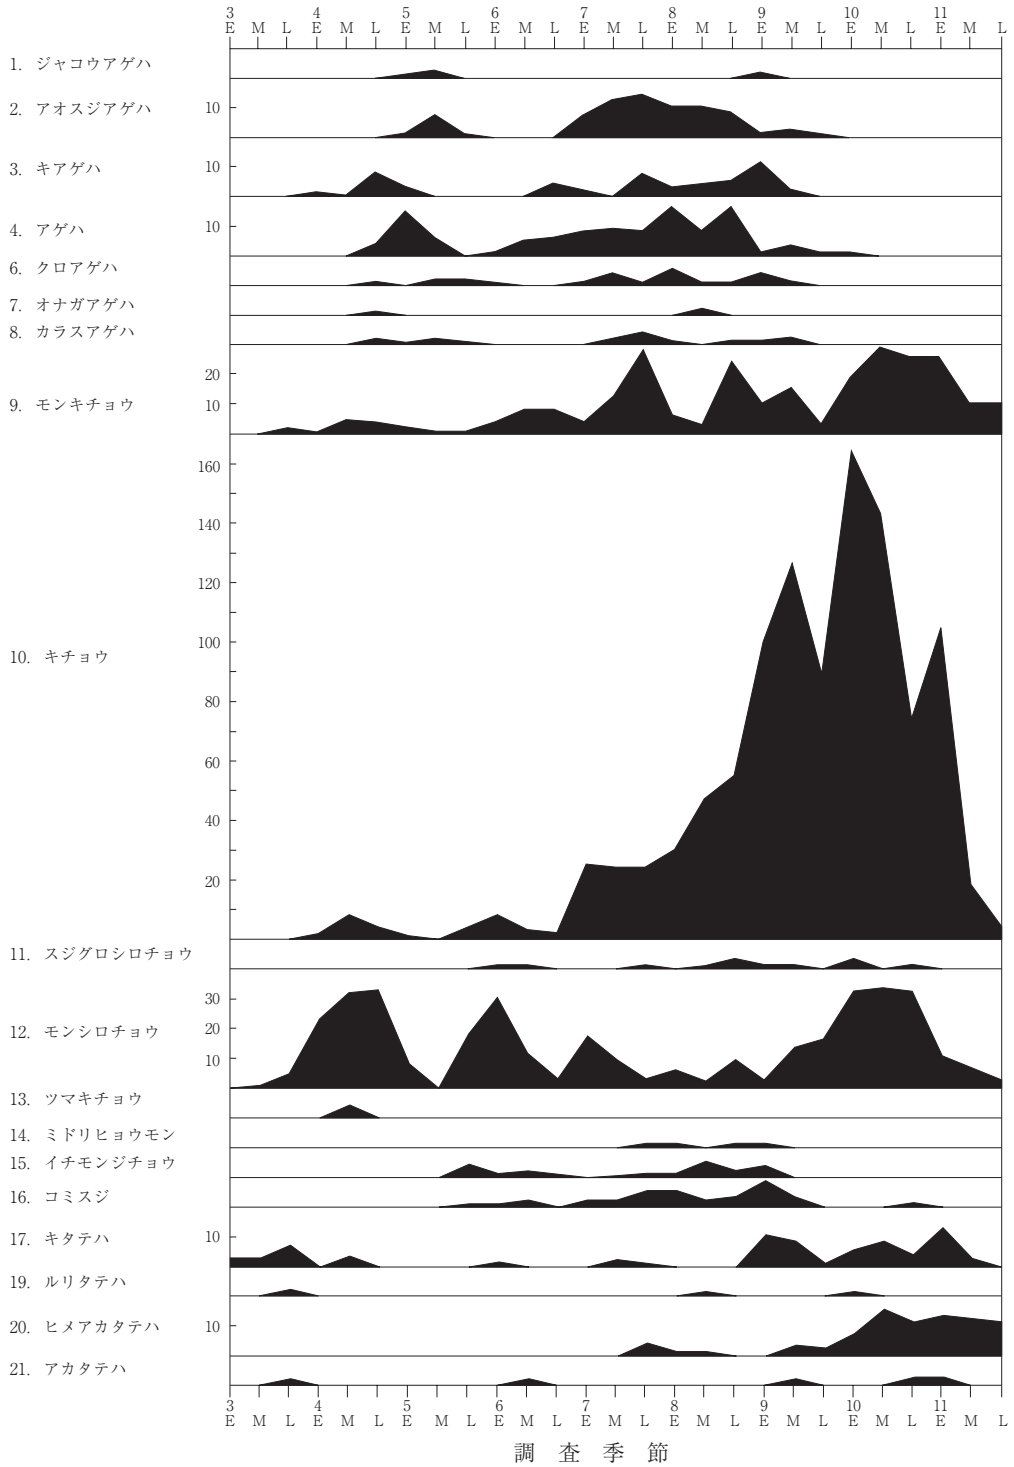 3 4 5 6 7 8 9 10 11
E M L E M L E M L E M L E M L E M L E M L E M L E M L
1. ジャコウアゲハ
2. アオスジアゲハ 10
3. キアゲハ 10
4. アゲハ 10
6. クロアゲハ
7. オナガアゲハ
8. カラスアゲハ
20
9. モンキチョウ 10
160
140
120
100
10. キチョウ
80
60
40
20
11. スジグロシロチョウ
30
12. モンシロチョウ 20
10
13. ツマキチョウ
14. ミドリヒョウモン
15. イチモンジチョウ
16. コミスジ
17. キタテハ 10
19. ルリタテハ
20. ヒメアカタテハ 10
21. アカタテハ
3 4 5 6 7 8 9 10 11
E M L E M L E M L E M L E M L E M L E M L E M L E M L
調査季節